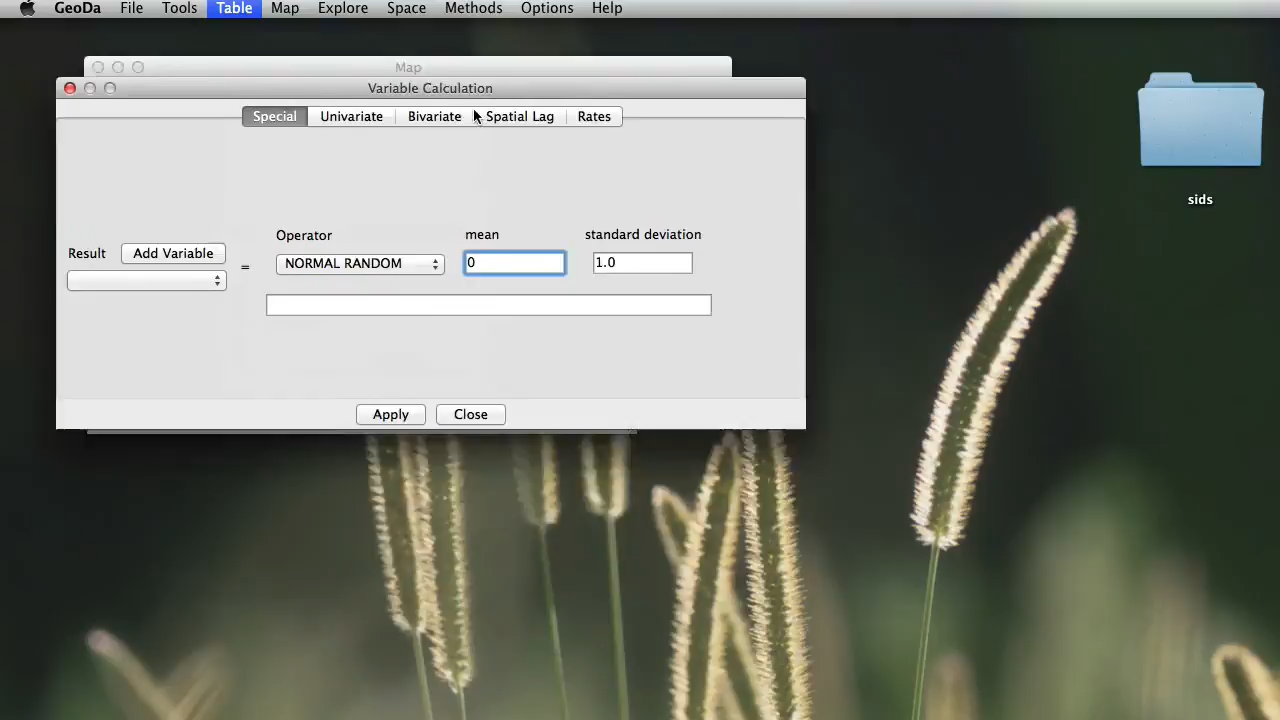 GeoDa File Tools Table Map Explore Space Methods Options Help
Map
Variable Calculation
Special Univariate Bivariate Spatial Lag Rates
sids
Operator mean standard deviation
Result Add Variable = NORMAL RANDOM 0 1.0
Apply Close